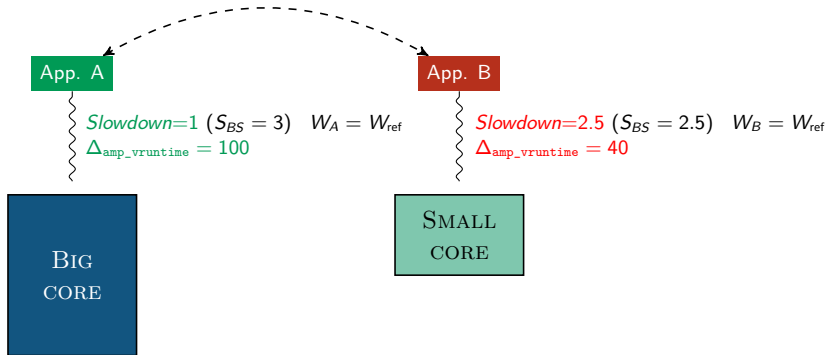 App. A
App. B
Slowdown=1 (S_BS = 3) W_A = W_ref
Δ_amp_vruntime = 100
Slowdown=2.5 (S_BS = 2.5) W_B = W_ref
Δ_amp_vruntime = 40
BIG
CORE
SMALL
CORE